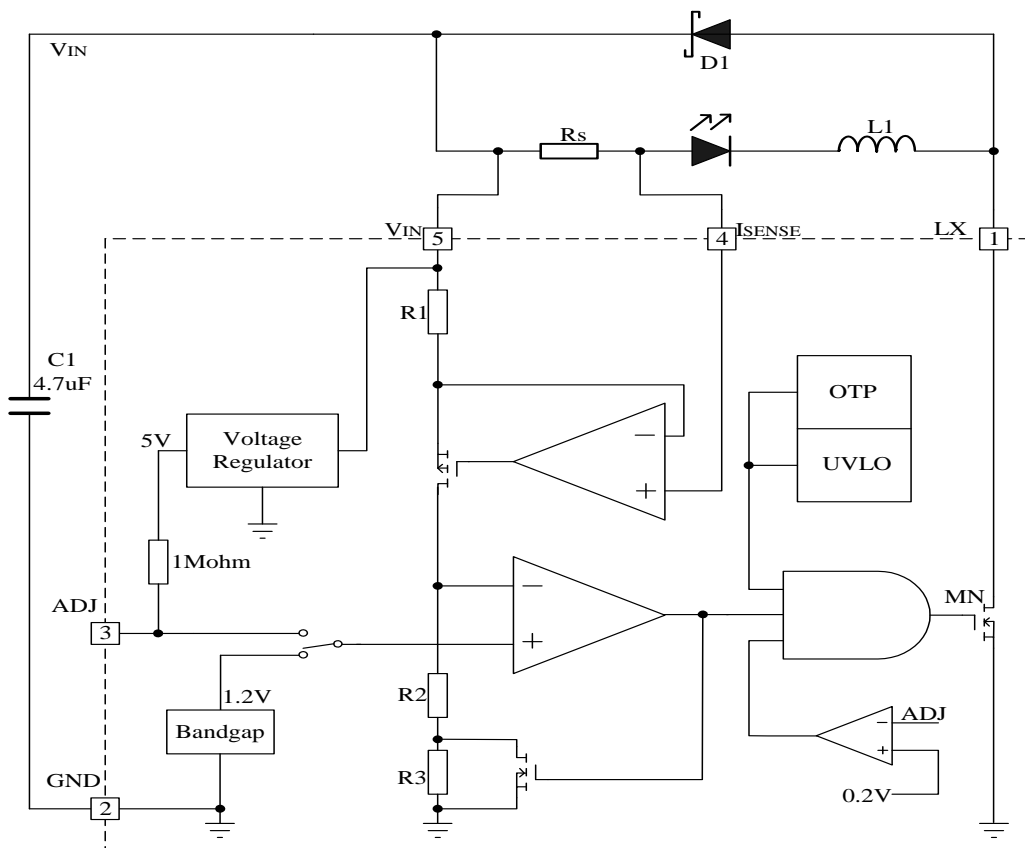 VIN
D1
Rs
L1
VIN
5
ISENSE
4
LX
1
R1
C1
4.7uF
OTP
5V
Voltage
Regulator
−
UVLO
+
1Mohm
ADJ
3
−
MN
+
1.2V
R2
Bandgap
−
ADJ
+
GND
R3
2
0.2V